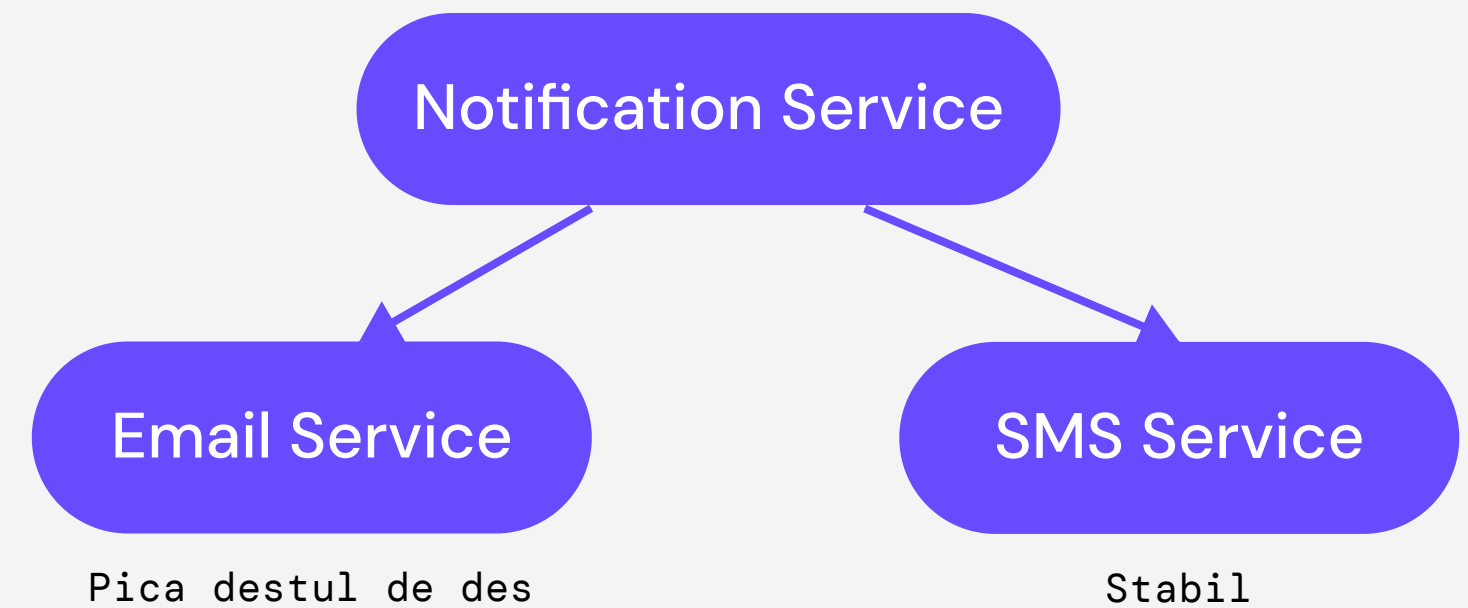 Notification Service
Email Service
SMS Service
Pica destul de des
Stabil